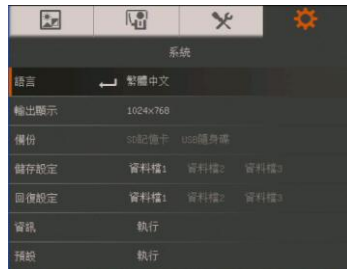 系統
語言 繁體中文
輸出顯示 1024x768
備份 SD記憶卡 USB隨身碟
儲存設定 資料檔1 資料檔2 資料檔3
回復設定 資料檔1 資料檔2 資料檔3
資訊 執行
預設 執行